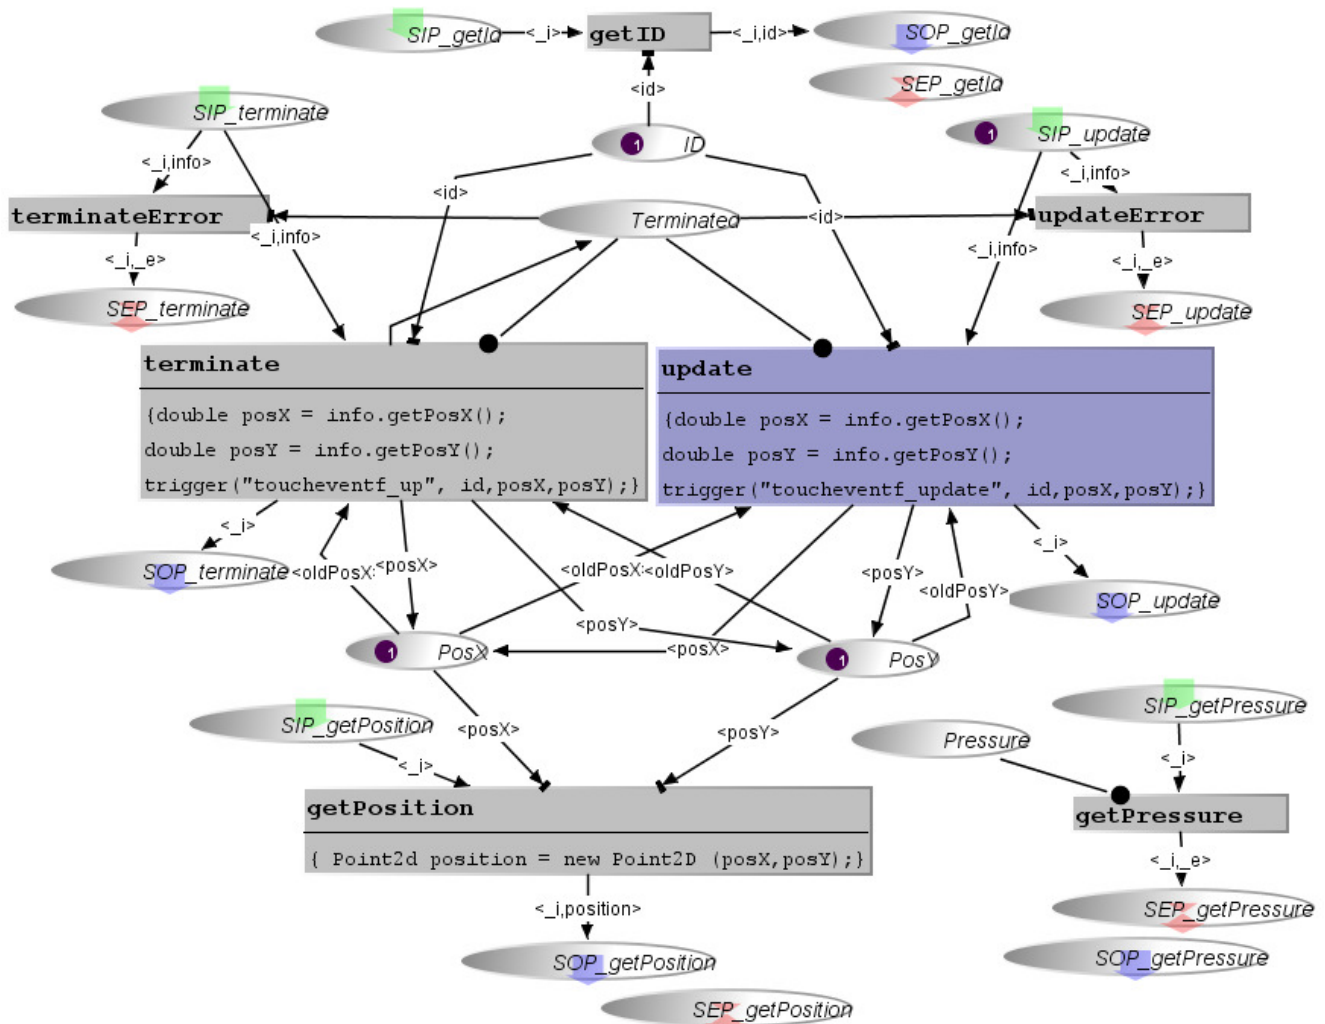 SIP_getId
<_i>
getID
<_i,id>
SOP_getId
SEP_getId
<id>
SIP_terminate
1
ID
1
SIP_update
<_i,info>
<_i,info>
<id>
terminateError
Terminated
<id>
updateError
<_i,info>
<_i,info>
<_i,_e>
<_i,_e>
SEP_terminate
SEP_update
terminate
{double posX = info.getPosX();
double posY = info.getPosY();
trigger("toucheventf_up", id,posX,posY);}
update
{double posX = info.getPosX();
double posY = info.getPosY();
trigger("toucheventf_update", id,posX,posY);}
<_i>
<_i>
SOP_terminate
<oldPosX>
<posX>
<oldPosX>
<oldPosY>
<posY>
<oldPosY>
SOP_update
<posY>
1
PosX
<posX>
1
PosY
SIP_getPosition
<posX>
<posY>
Pressure
SIP_getPressure
<_i>
<_i>
getPosition
{ Point2d position = new Point2D (posX,posY);}
getPressure
<_i,_e>
<_i,position>
SEP_getPressure
SOP_getPosition
SOP_getPressure
SEP_getPosition